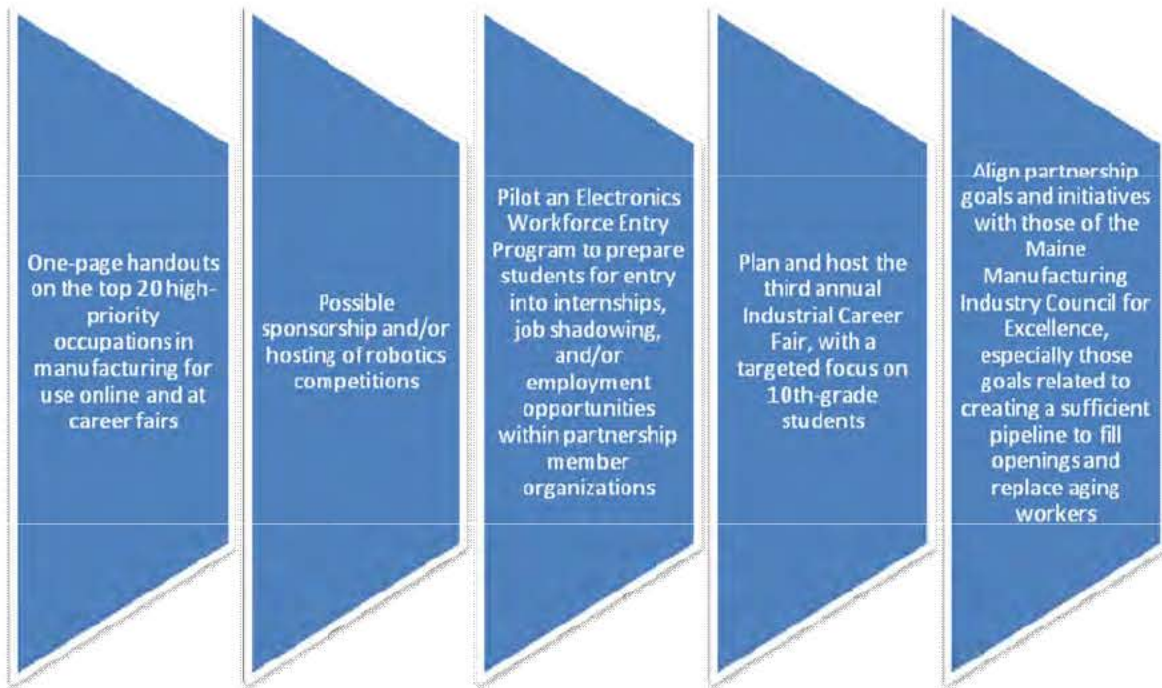 One-page handouts
on the top 20 high-
priority
occupations in
manufacturing for
use online and at
career fairs
Possible
sponsorship and/or
hosting of robotics
competitions
Pilot an Electronics
Workforce Entry
Program to prepare
students for entry
into internships,
job shadowing,
and/or
employment
opportunities
within partnership
member
organizations
Plan and host the
third annual
Industrial Career
Fair, with a
targeted focus on
10th-grade
students
Align partnership
goals and initiatives
with those of the
Maine
Manufacturing
Industry Council for
Excellence,
especially those
goals related to
creating a sufficient
pipeline to fill
openings and
replace aging
workers